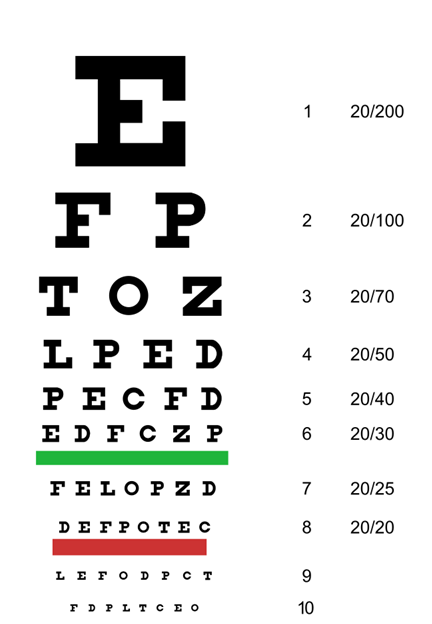 E 1 20/200
F P 2 20/100
T O Z 3 20/70
L P E D 4 20/50
P E C F D 5 20/40
E D F C Z P 6 20/30
F E L O P Z D 7 20/25
D E F P O T E C 8 20/20
L E F O D P C T 9
F D P L T C E O 10